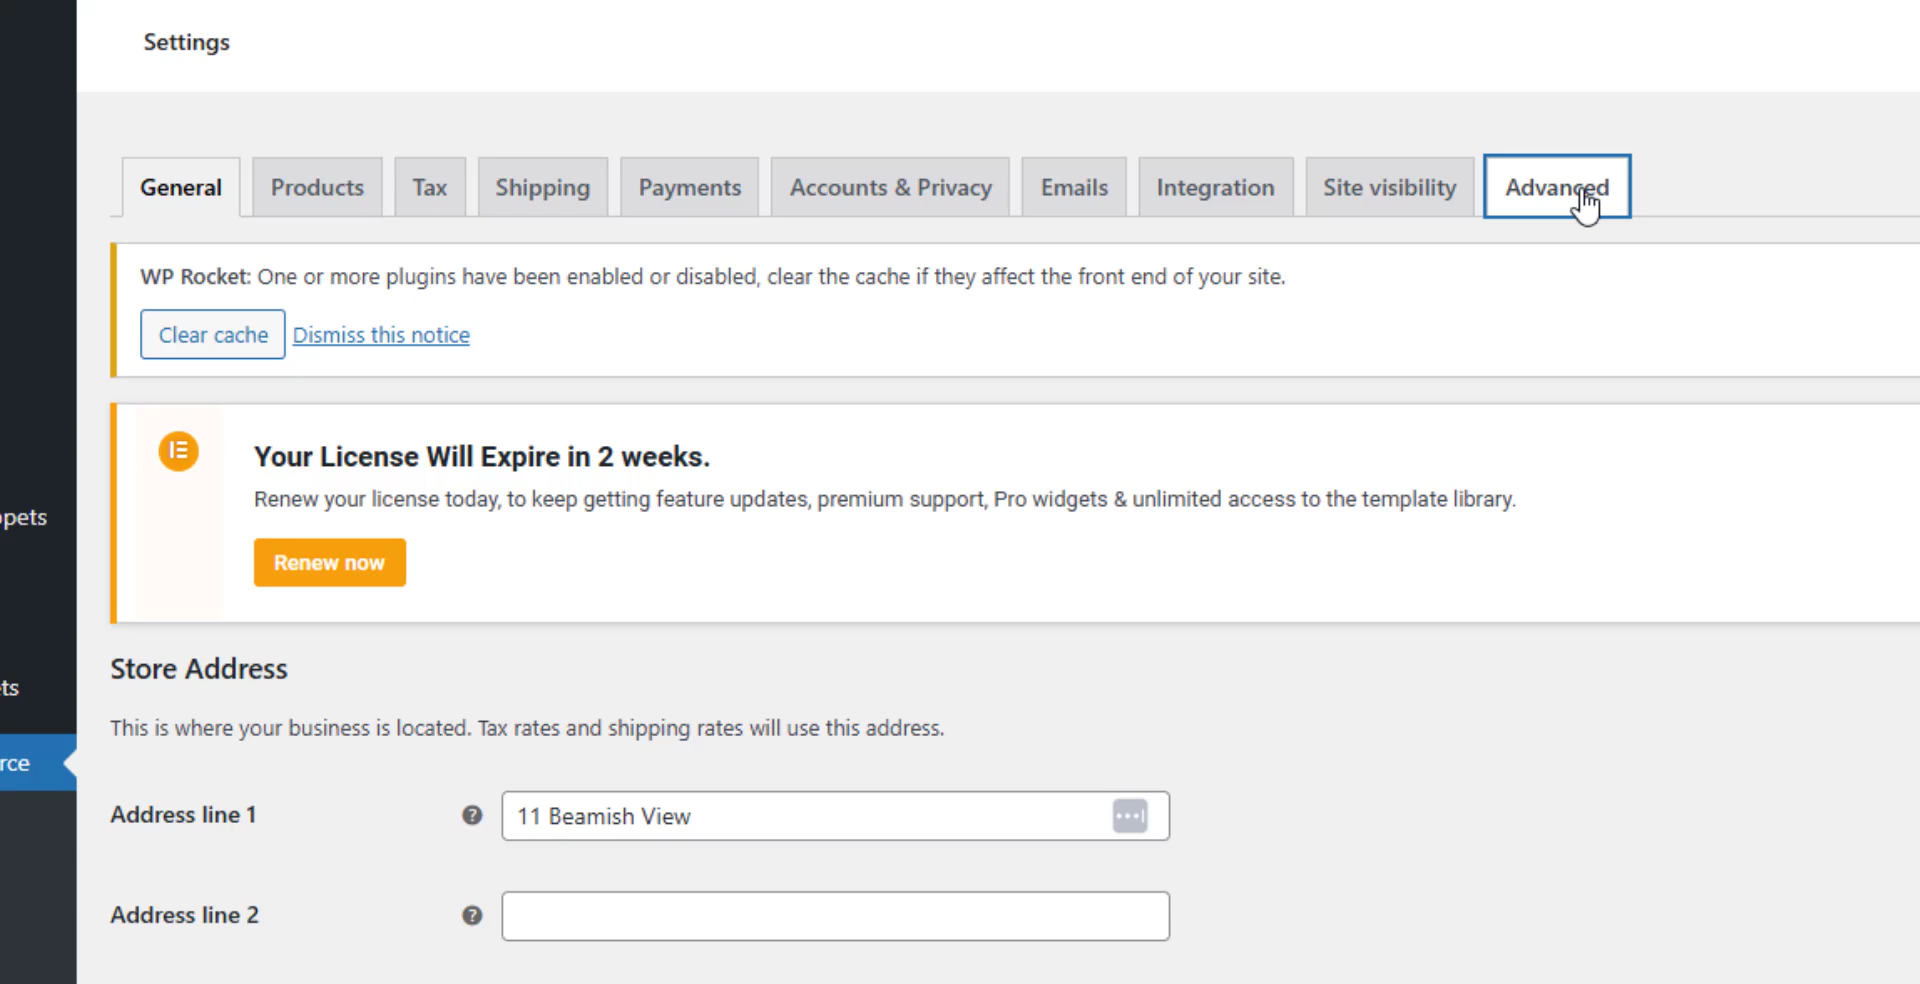 Settings
General Products Tax Shipping Payments Accounts & Privacy Emails Integration Site visibility Advanced
WP Rocket: One or more plugins have been enabled or disabled, clear the cache if they affect the front end of your site.
Clear cache Dismiss this notice
Your License Will Expire in 2 weeks.
Renew your license today, to keep getting feature updates, premium support, Pro widgets & unlimited access to the template library.
ppets
Renew now
Store Address
ts
This is where your business is located. Tax rates and shipping rates will use this address.
rce
Address line 1 11 Beamish View
Address line 2